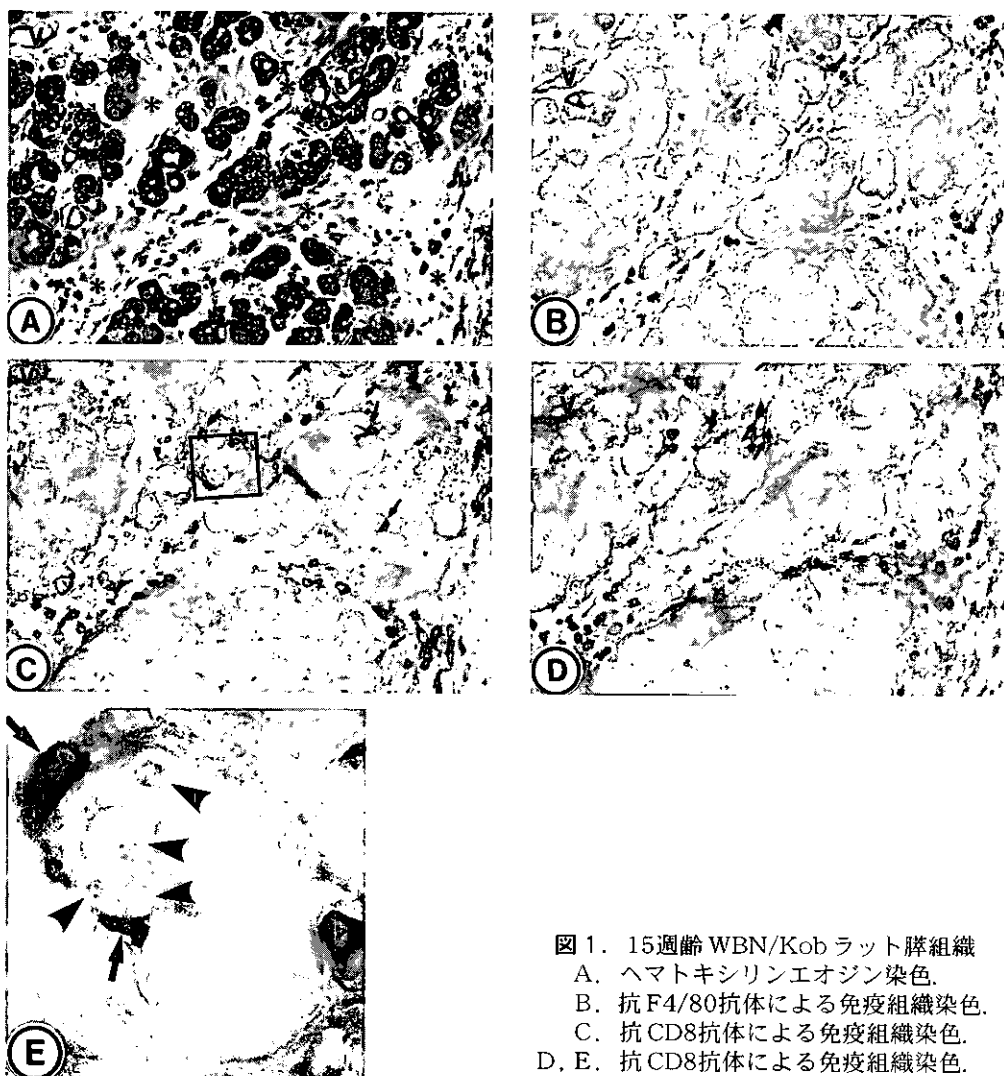 V
A
V
B
V
C
V
D
E
図1．15週齢 WBN/Kob ラット膵組織
A．ヘマトキシリンエオジン染色．
B．抗F4/80抗体による免疫組織染色．
C．抗CD8抗体による免疫組織染色．
D, E．抗CD8抗体による免疫組織染色．